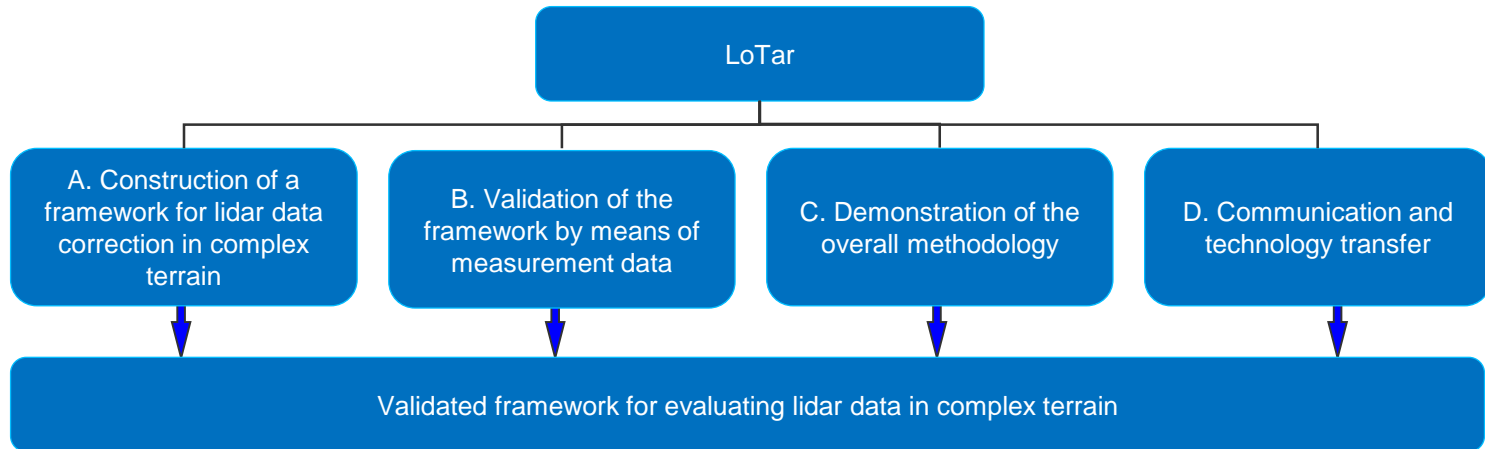 LoTar
A. Construction of a
framework for lidar data
correction in complex
terrain
B. Validation of the
framework by means of
measurement data
C. Demonstration of the
overall methodology
D. Communication and
technology transfer
Validated framework for evaluating lidar data in complex terrain